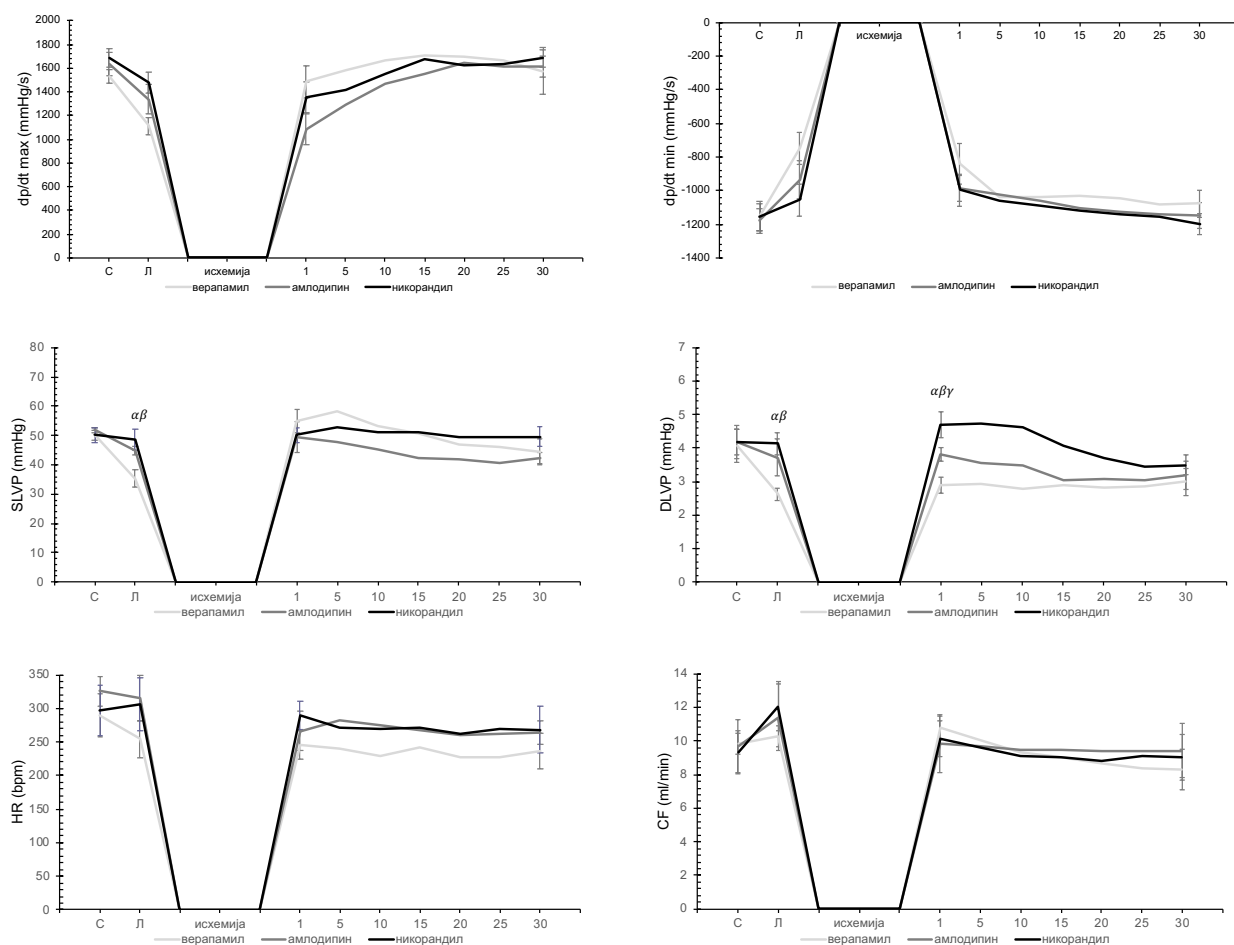 dp/dt max (mmHg/s)
2000
1800
1600
1400
1200
1000
800
600
400
200
0
С Л исхемија 1 5 10 15 20 25 30
верапамил амлодипин никорандил
dp/dt min (mmHg/s)
0
-200
-400
-600
-800
-1000
-1200
-1400
С Л исхемија 1 5 10 15 20 25 30
верапамил амлодипин никорандил
SLVP (mmHg)
80
70
60
50
40
30
20
10
0
αβ
С Л исхемија 1 5 10 15 20 25 30
верапамил амлодипин никорандил
DLVP (mmHg)
7
6
5
4
3
2
1
0
αβ
αβγ
С Л исхемија 1 5 10 15 20 25 30
верапамил амлодипин никорандил
HR (bpm)
350
300
250
200
150
100
50
0
С Л исхемија 1 5 10 15 20 25 30
верапамил амлодипин никорандил
CF (ml/min)
14
12
10
8
6
4
2
0
С Л исхемија 1 5 10 15 20 25 30
верапамил амлодипин никорандил